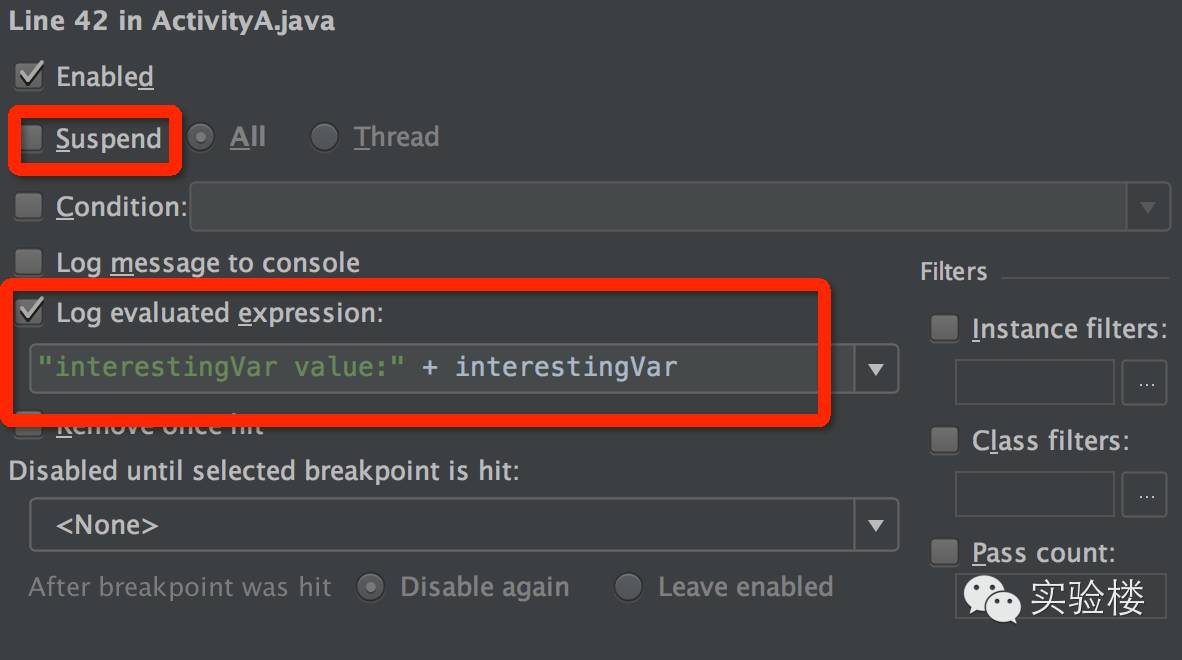 Line 42 in ActivityA.java
Enabled
Suspend All Thread
Condition:
Log message to console
Filters
Log evaluated expression:
Instance filters:
"interestingVar value:" + interestingVar
...
Remove once hit
Class filters:
Disabled until selected breakpoint is hit:
...
<None>
Pass count:
After breakpoint was hit Disable again Leave enabled
实验楼